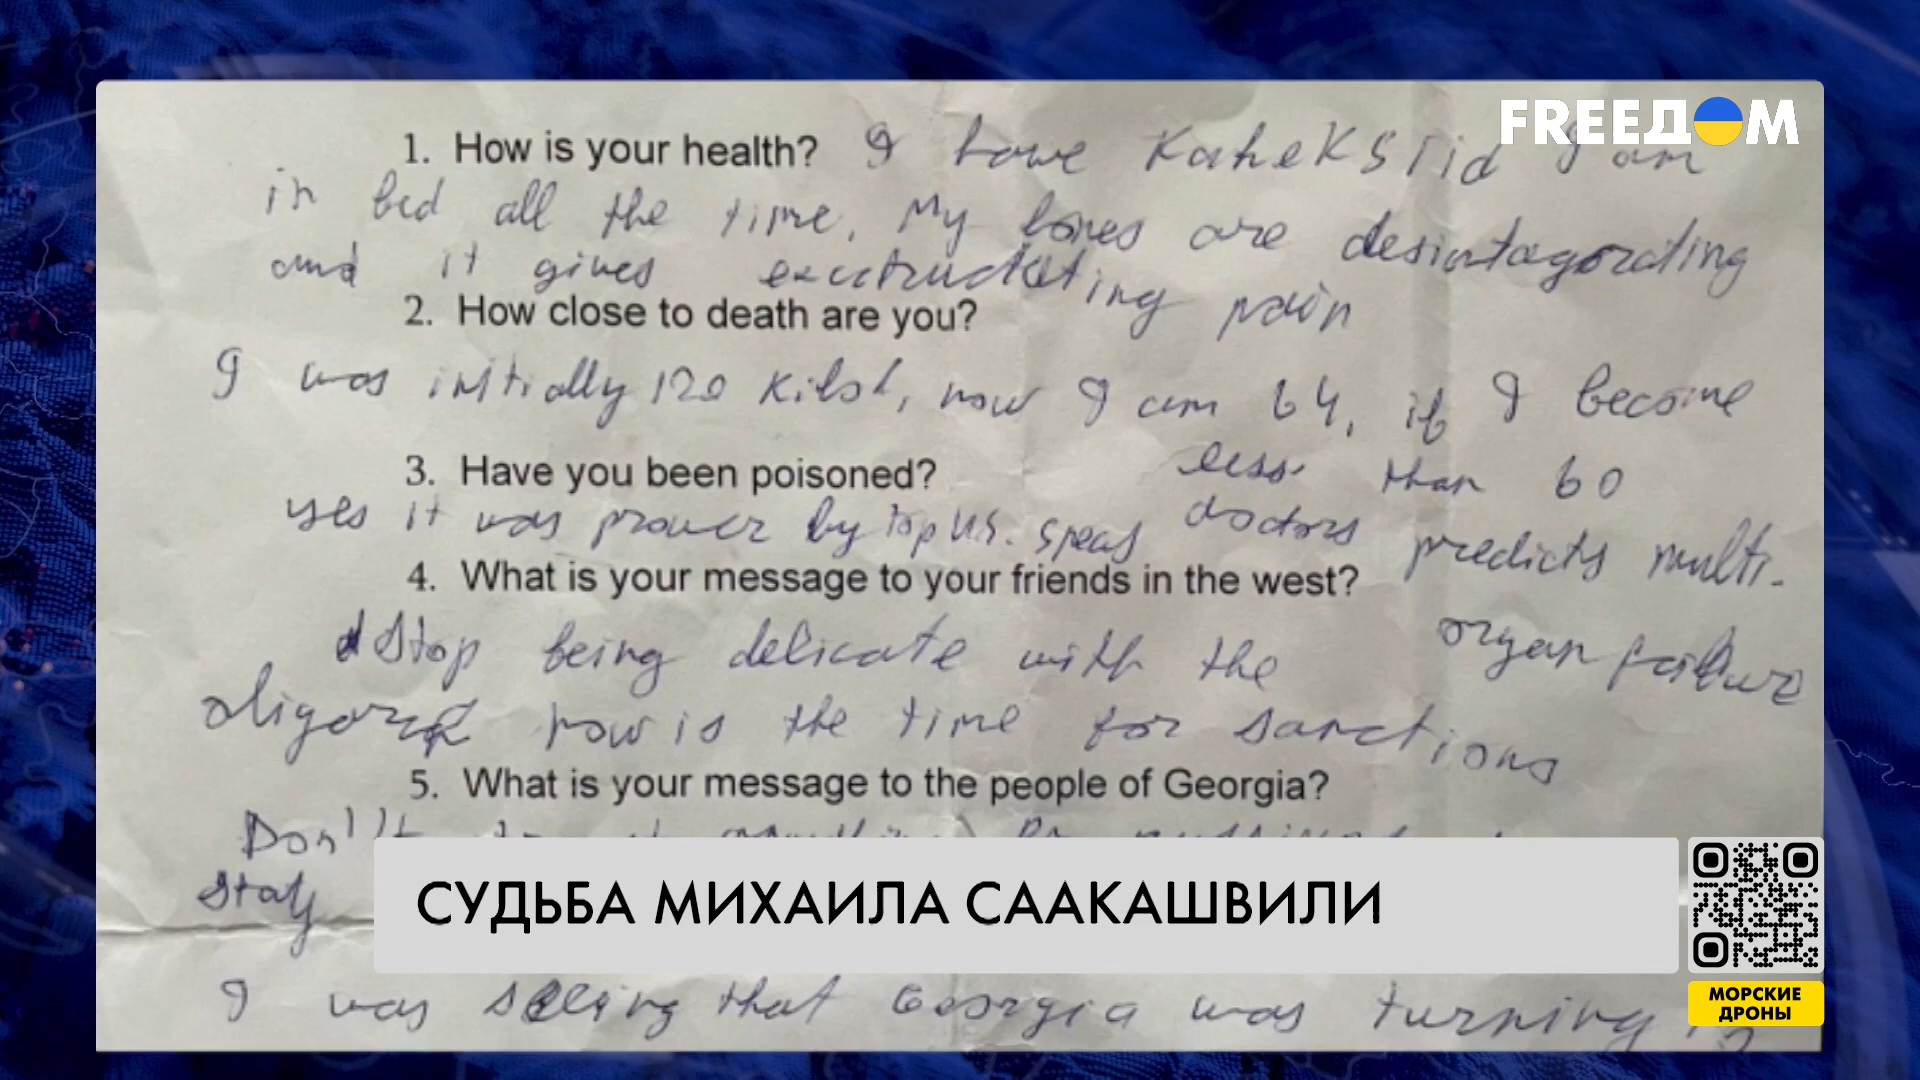 FREEДОМ
1. How is your health? I have Kaheksrid I am
in bed all the time. My bones are desintagorating
and it gives excutruciating pain
2. How close to death are you?
I was initially 120 kilos, now I am 64, if I become
less than 60
3. Have you been poisoned?
yes it was proven by top US.
doctors predicts multi-
4. What is your message to your friends in the west?
organ failure
Stop being delicate with the
oligarch now is the time for sanctions
5. What is your message to the people of Georgia?
Don't
stay
СУДЬБА МИХАИЛА СААКАШВИЛИ
I was seeing that Georgia was turning
МОРСКИЕ
ДРОНЫ